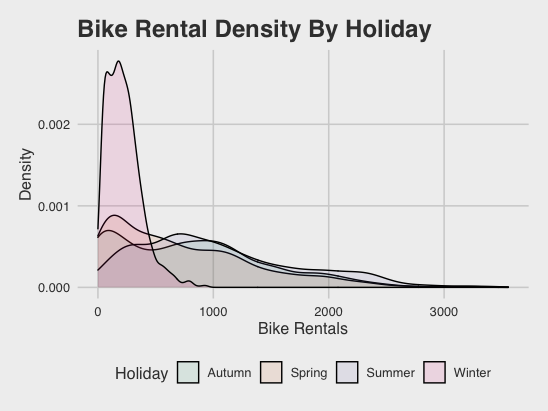 Bike Rental Density By Holiday
Density
0.002
0.001
0.000
0 1000 2000 3000
Bike Rentals
Holiday Autumn Spring Summer Winter